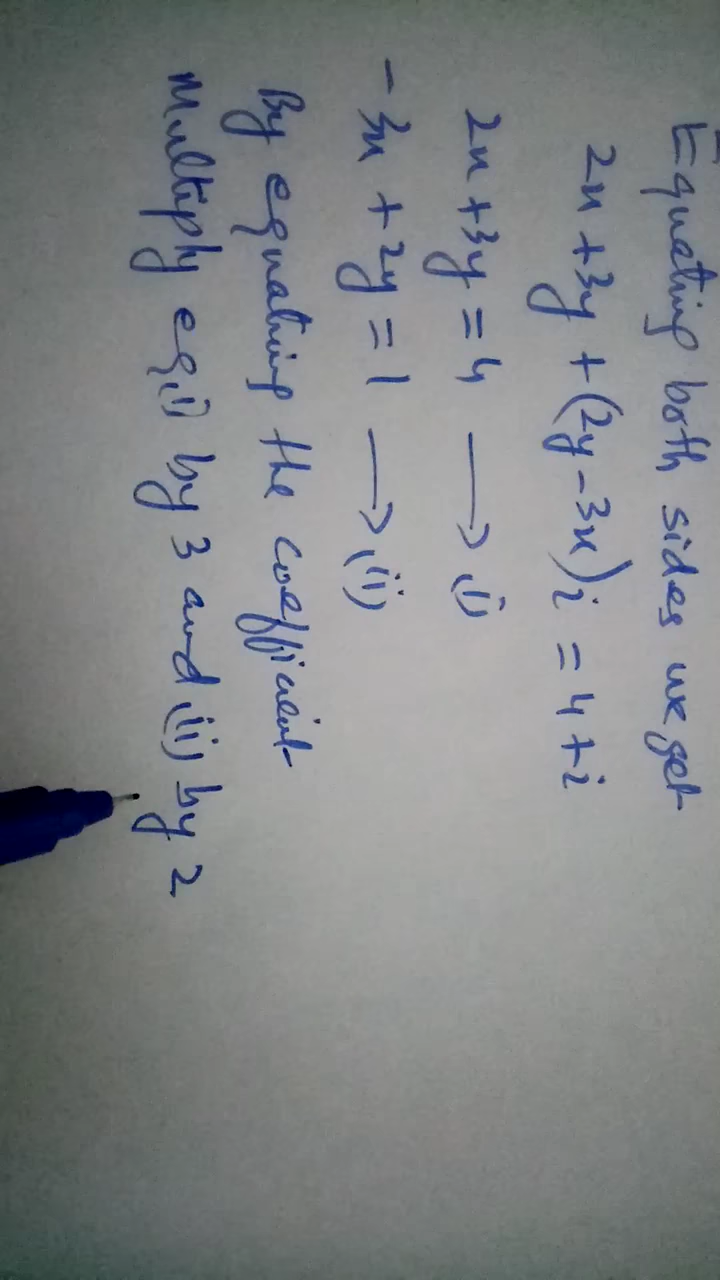 Equating both sides we get
2x + 3y + (2y - 3x)i = 4 + i
2x + 3y = 4 → (i)
- 3x + 2y = 1 → (ii)
By equating the coefficient
Multiply eq(i) by 3 and (ii) by 2